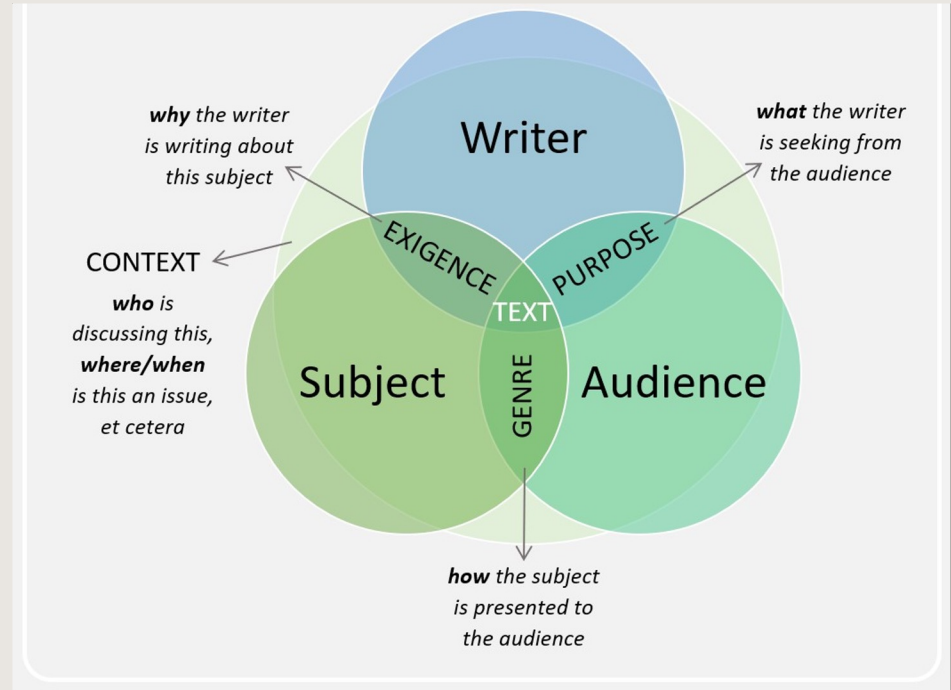 Writer
why the writer
is writing about
this subject
what the writer
is seeking from
the audience
EXIGENCE
PURPOSE
CONTEXT
who is
discussing this,
where/when
is this an issue,
et cetera
TEXT
Subject
GENRE
Audience
how the subject
is presented to
the audience